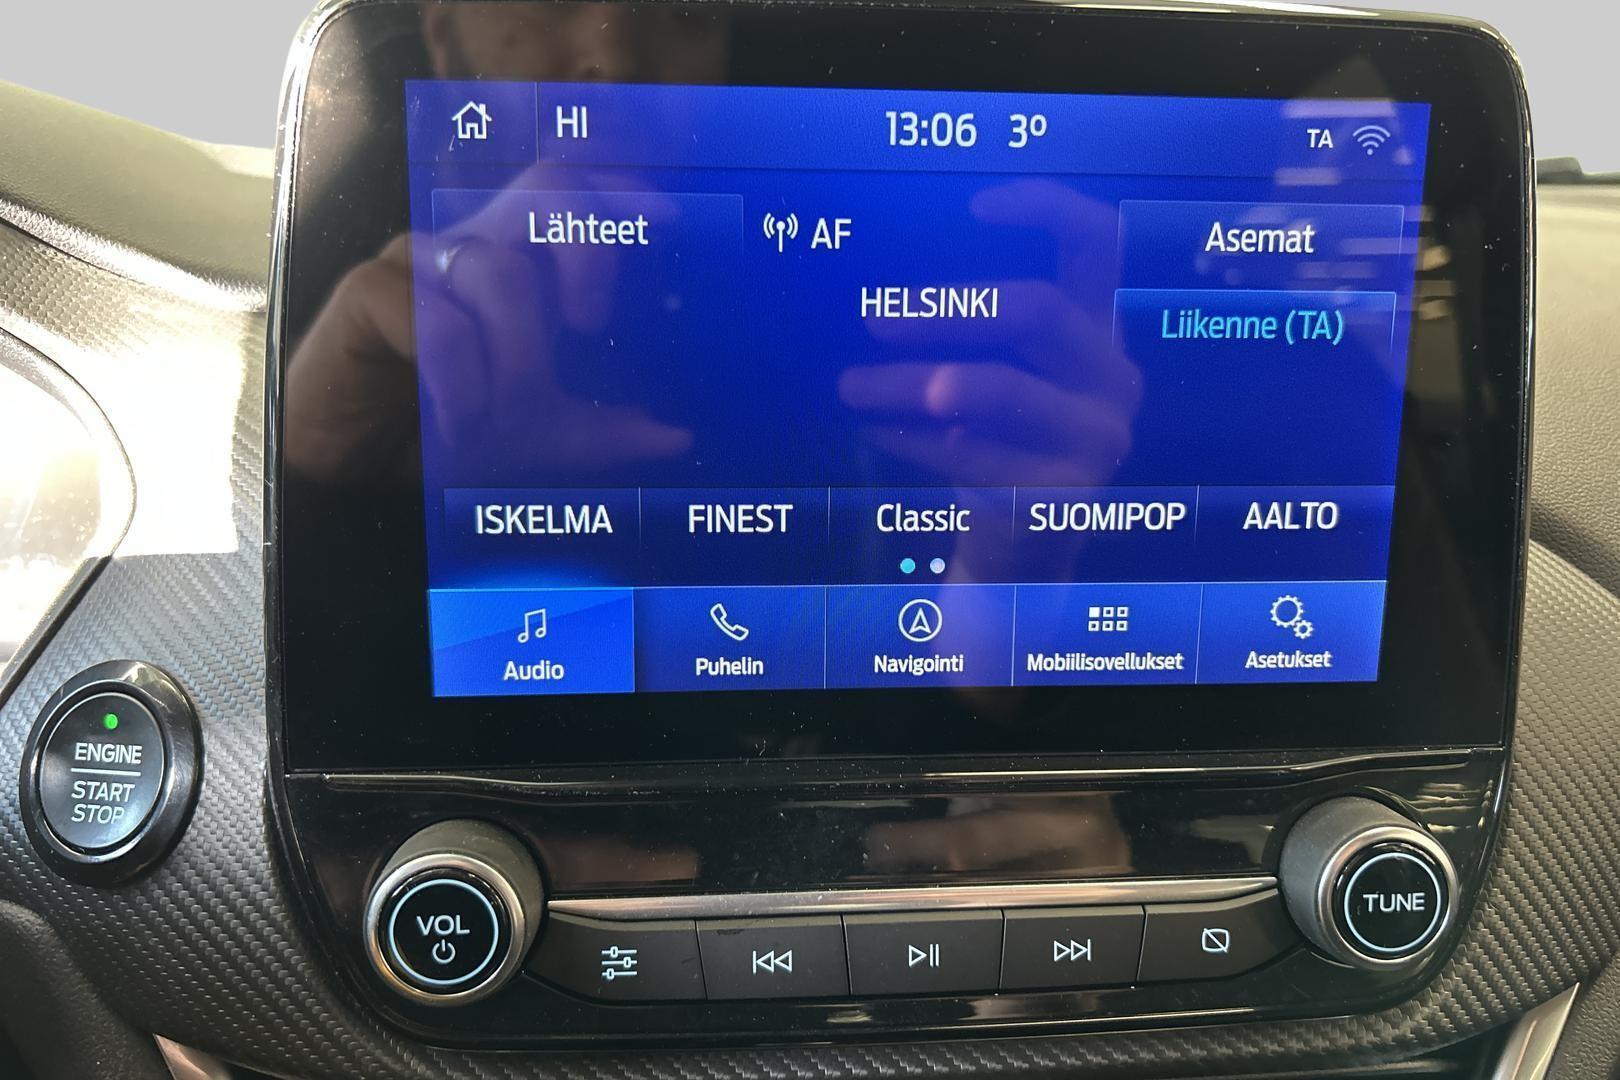 HI
13:06 3°
TA
Lähteet
AF
Asemat
HELSINKI
Liikenne (TA)
ISKELMA
FINEST
Classic
SUOMIPOP
AALTO
Audio
Puhelin
Navigointi
Mobiilisovellukset
Asetukset
ENGINE
START
STOP
VOL
TUNE